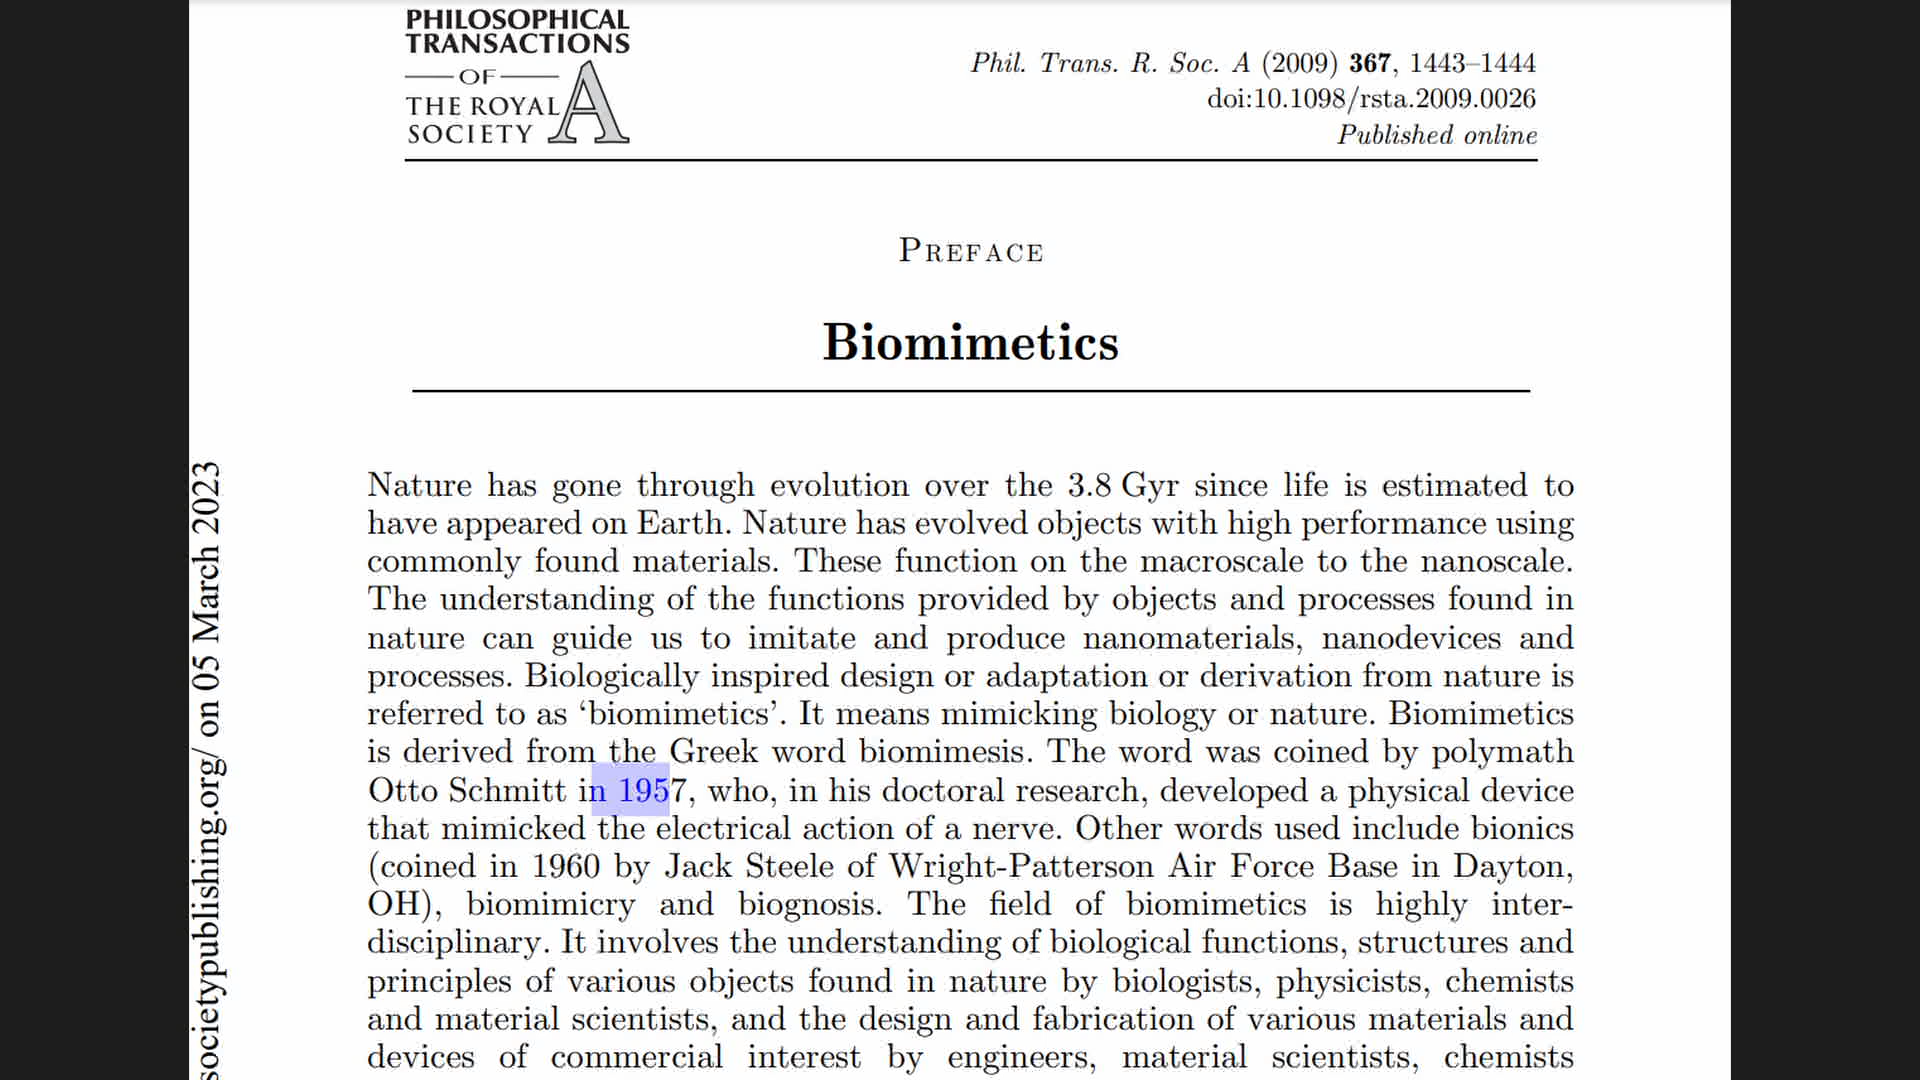 PHILOSOPHICAL
TRANSACTIONS
OF
THE ROYAL
SOCIETY A
Phil. Trans. R. Soc. A (2009) 367, 1443–1444
doi:10.1098/rsta.2009.0026
Published online
PREFACE
Biomimetics
Nature has gone through evolution over the 3.8 Gyr since life is estimated to
have appeared on Earth. Nature has evolved objects with high performance using
commonly found materials. These function on the macroscale to the nanoscale.
The understanding of the functions provided by objects and processes found in
nature can guide us to imitate and produce nanomaterials, nanodevices and
processes. Biologically inspired design or adaptation or derivation from nature is
referred to as ‘biomimetics’. It means mimicking biology or nature. Biomimetics
is derived from the Greek word biomimesis. The word was coined by polymath
Otto Schmitt in 1957, who, in his doctoral research, developed a physical device
that mimicked the electrical action of a nerve. Other words used include bionics
(coined in 1960 by Jack Steele of Wright-Patterson Air Force Base in Dayton,
OH), biomimicry and biognosis. The field of biomimetics is highly inter-
disciplinary. It involves the understanding of biological functions, structures and
principles of various objects found in nature by biologists, physicists, chemists
and material scientists, and the design and fabrication of various materials and
devices of commercial interest by engineers, material scientists, chemists
societypublishing.org/ on 05 March 2023